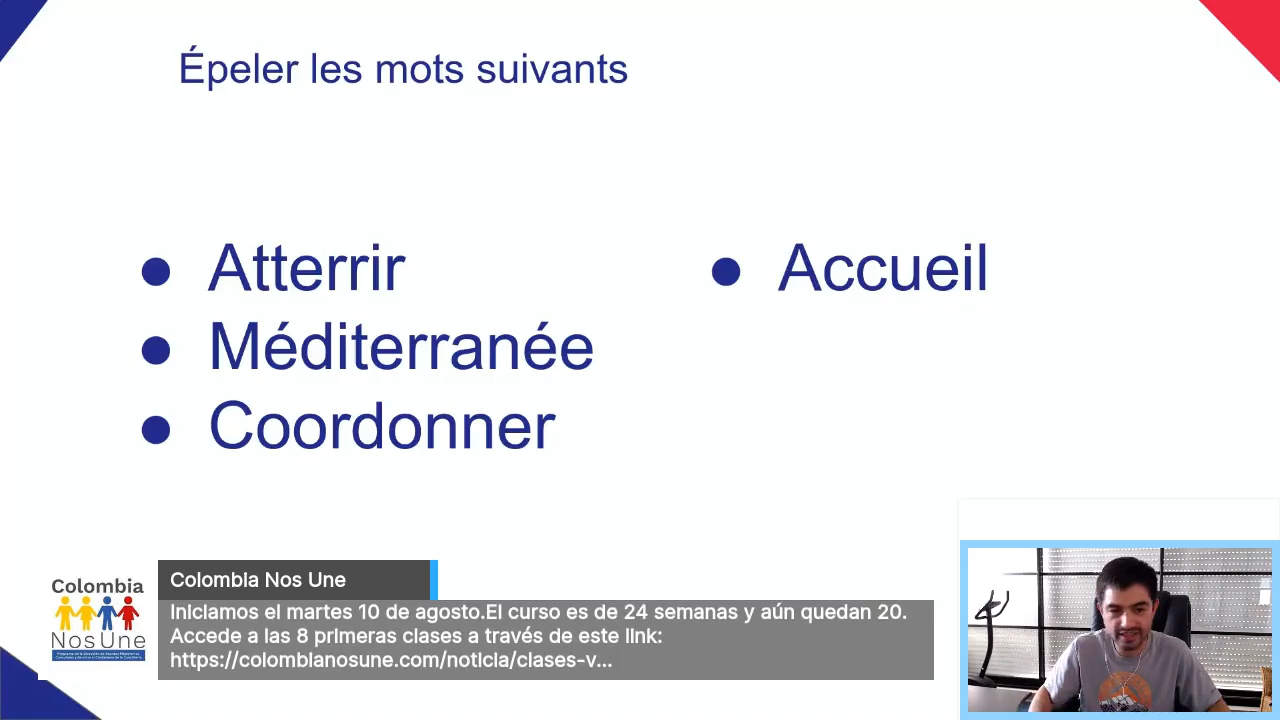 Épeler les mots suivants
● Atterrir
● Méditerranée
● Coordonner
● Accueil
Colombia Nos Une
Iniciamos el martes 10 de agosto.El curso es de 24 semanas y aún quedan 20.
Accede a las 8 primeras clases a través de este link:
https://colombianosune.com/noticia/clases-v...
Colombia
NosUne